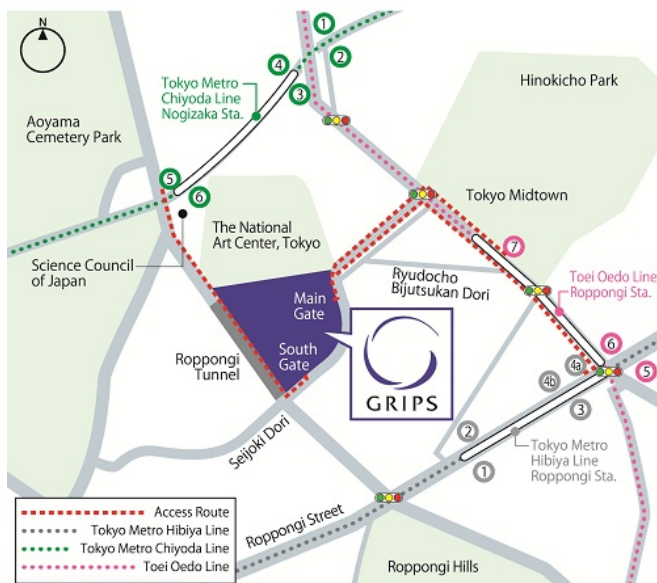 N
1
2
4
3
Tokyo Metro
Chiyoda Line
Nogizaka Sta.
Hinokicho Park
Aoyama
Cemetery Park
5
6
Tokyo Midtown
The National
Art Center, Tokyo
7
Science Council
of Japan
Ryudocho
Bijutsukan Dori
Toei Oedo Line
Roppongi Sta.
Main
Gate
Roppongi
Tunnel
South
Gate
GRIPS
6
5
4a
4b
3
2
1
Seijoki Dori
Tokyo Metro
Hibiya Line
Roppongi Sta.
Roppongi Street
Roppongi Hills
Access Route
Tokyo Metro Hibiya Line
Tokyo Metro Chiyoda Line
Toei Oedo Line